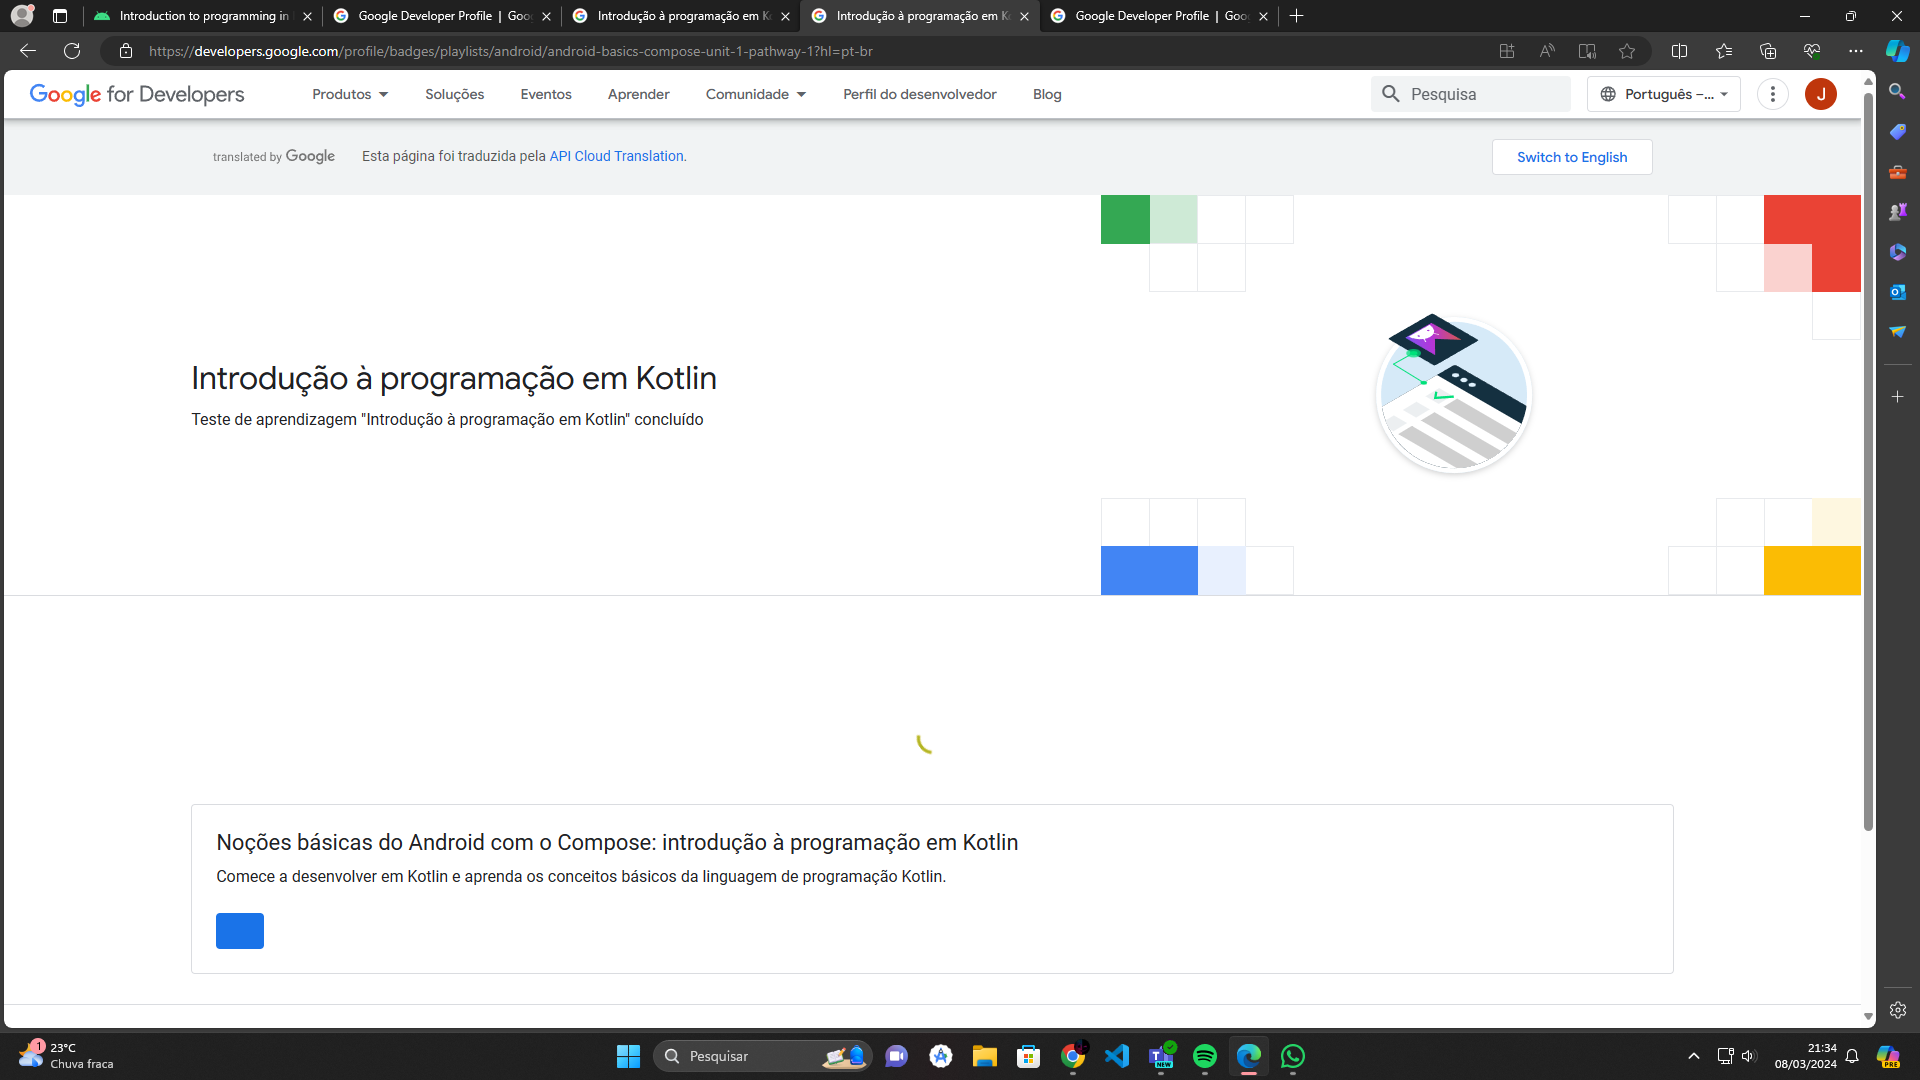 Introduction to programming in
Google Developer Profile | Goo
Introdução à programação em K
Introdução à programação em K
Google Developer Profile | Goo
https://developers.google.com/profile/badges/playlists/android/android-basics-compose-unit-1-pathway-1?hl=pt-br
Google for Developers
Produtos
Soluções
Eventos
Aprender
Comunidade
Perfil do desenvolvedor
Blog
Pesquisa
Português –...
J
translated by Google
Esta página foi traduzida pela API Cloud Translation.
Switch to English
Introdução à programação em Kotlin
Teste de aprendizagem "Introdução à programação em Kotlin" concluído
Noções básicas do Android com o Compose: introdução à programação em Kotlin
Comece a desenvolver em Kotlin e aprenda os conceitos básicos da linguagem de programação Kotlin.
1
23°C
Chuva fraca
Pesquisar
NEW
21:34
08/03/2024
PRE